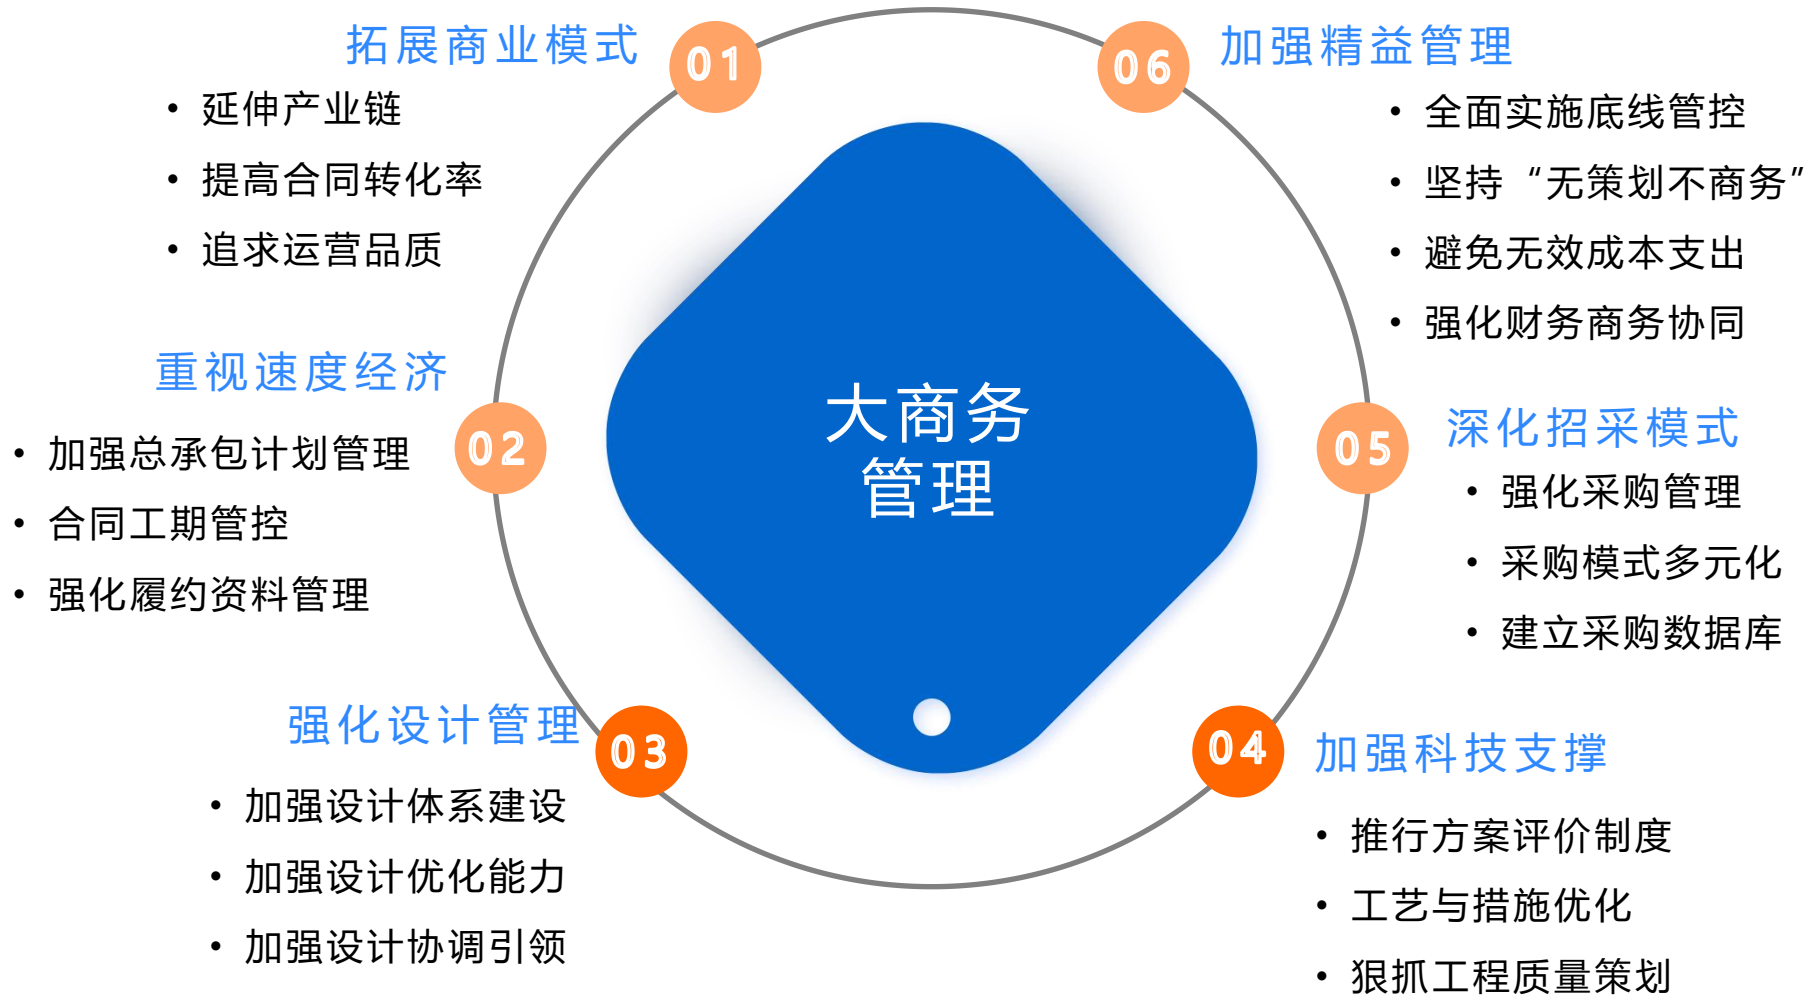 01
拓展商业模式
• 延伸产业链
• 提高合同转化率
• 追求运营品质
02
重视速度经济
• 加强总承包计划管理
• 合同工期管控
• 强化履约资料管理
03
强化设计管理
• 加强设计体系建设
• 加强设计优化能力
• 加强设计协调引领
大商务
管理
04
加强科技支撑
• 推行方案评价制度
• 工艺与措施优化
• 狠抓工程质量策划
05
深化招采模式
• 强化采购管理
• 采购模式多元化
• 建立采购数据库
06
加强精益管理
• 全面实施底线管控
• 坚持“无策划不商务”
• 避免无效成本支出
• 强化财务商务协同